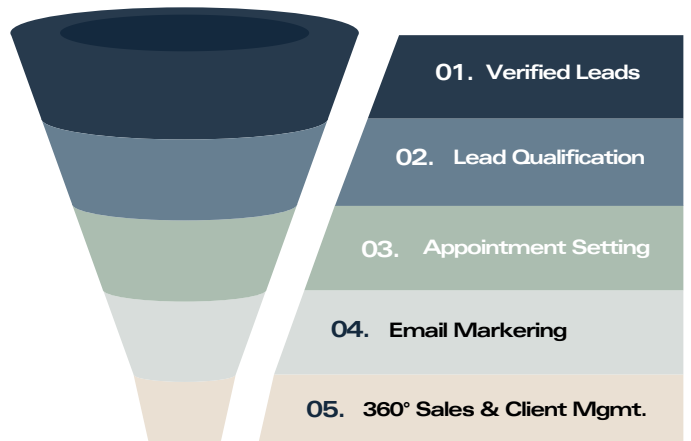 01. Verified Leads
02. Lead Qualification
03. Appointment Setting
04. Email Markering
05. 360° Sales & Client Mgmt.